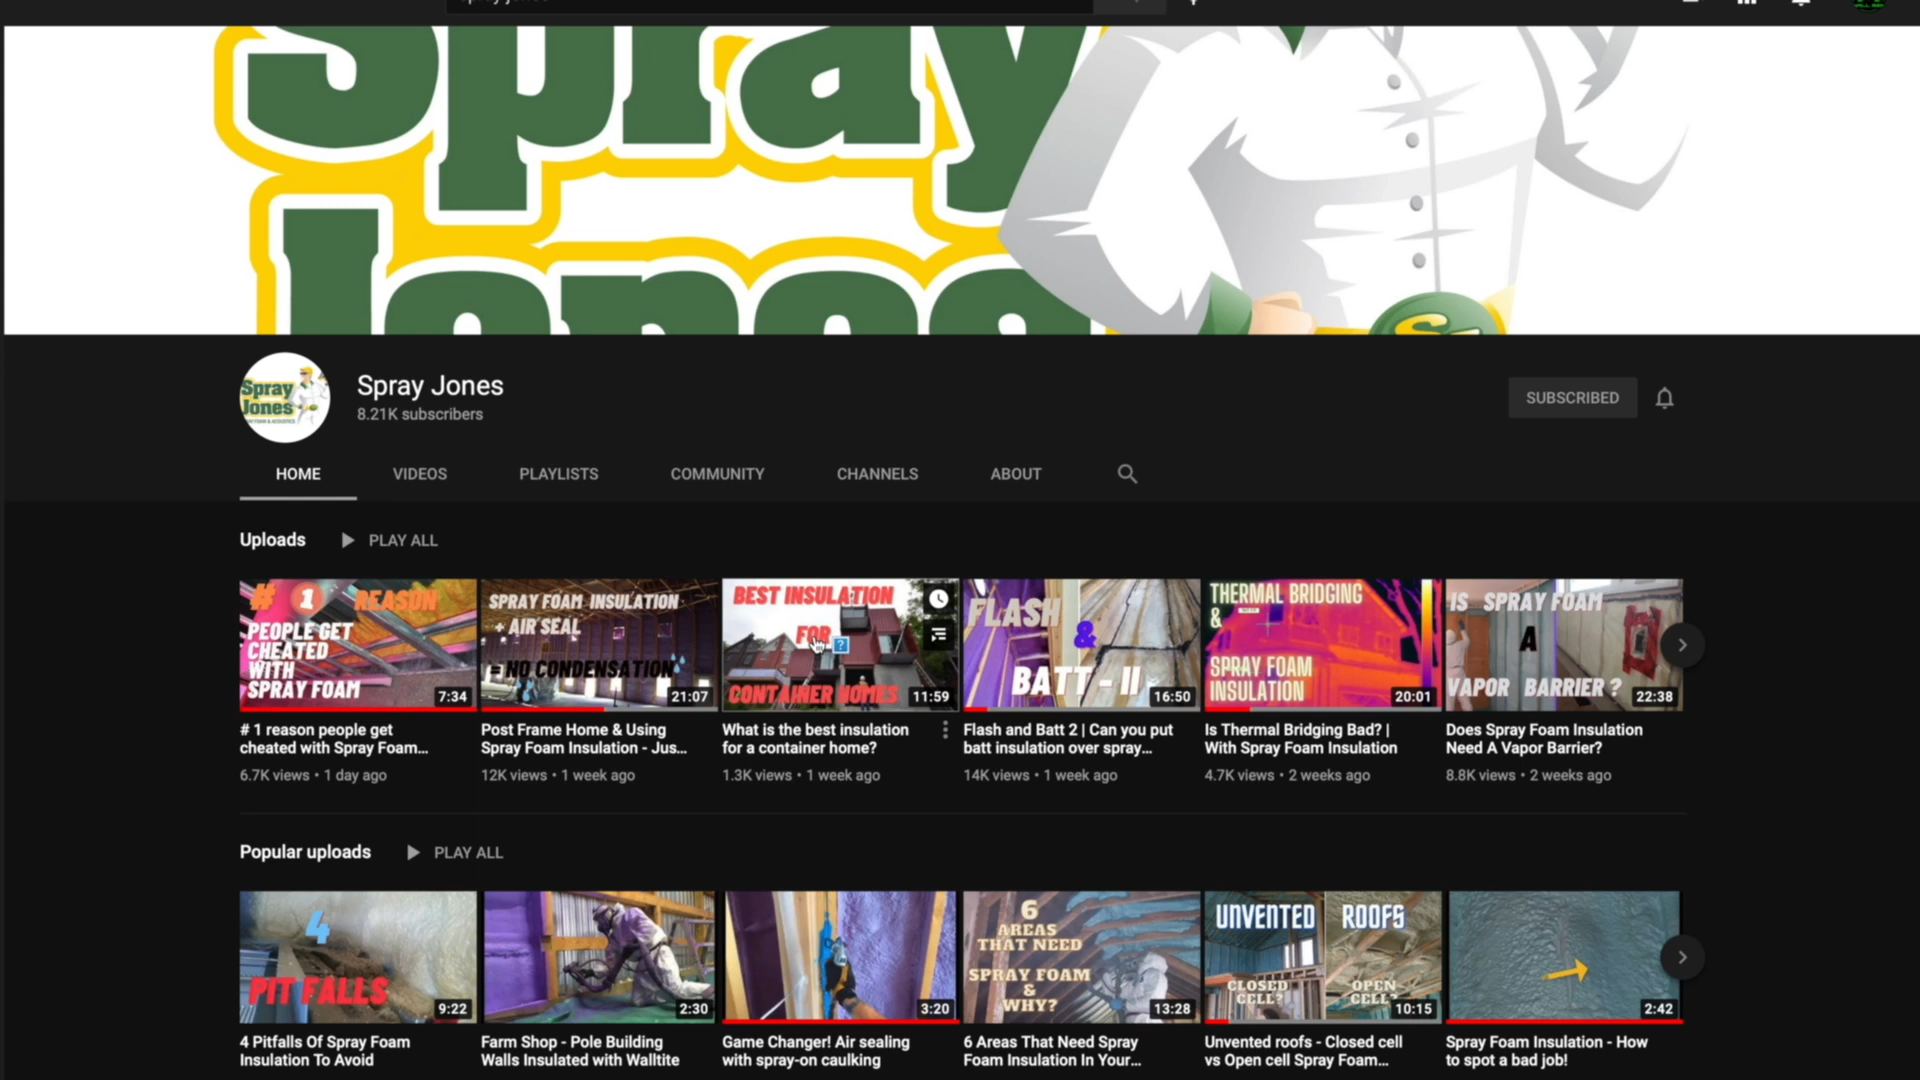 Spray
Jones
Spray
Jones
Spray Jones
8.21K subscribers
SUBSCRIBED
HOME
VIDEOS
PLAYLISTS
COMMUNITY
CHANNELS
ABOUT
Uploads
PLAY ALL
# 1 REASON
PEOPLE GET
CHEATED
WITH
SPRAY FOAM
7:34
SPRAY FOAM INSULATION
+ AIR SEAL
= NO CONDENSATION
21:07
BEST INSULATION
FOR
CONTAINER HOMES
11:59
FLASH
&
BATT - II
16:50
THERMAL BRIDGING
&
SPRAY FOAM
INSULATION
20:01
IS SPRAY FOAM
A
VAPOR BARRIER ?
22:38
# 1 reason people get
cheated with Spray Foam...
6.7K views • 1 day ago
Post Frame Home & Using
Spray Foam Insulation - Jus...
12K views • 1 week ago
What is the best insulation
for a container home?
1.3K views • 1 week ago
Flash and Batt 2 | Can you put
batt insulation over spray...
14K views • 1 week ago
Is Thermal Bridging Bad? |
With Spray Foam Insulation
4.7K views • 2 weeks ago
Does Spray Foam Insulation
Need A Vapor Barrier?
8.8K views • 2 weeks ago
Popular uploads
PLAY ALL
4
PIT FALLS
9:22
2:30
3:20
6
AREAS
THAT NEED
SPRAY FOAM
&
WHY?
13:28
UNVENTED ROOFS
CLOSED
CELL?
OPEN
CELL?
10:15
2:42
4 Pitfalls Of Spray Foam
Insulation To Avoid
Farm Shop - Pole Building
Walls Insulated with Walltite
Game Changer! Air sealing
with spray-on caulking
6 Areas That Need Spray
Foam Insulation In Your...
Unvented roofs - Closed cell
vs Open cell Spray Foam...
Spray Foam Insulation - How
to spot a bad job!